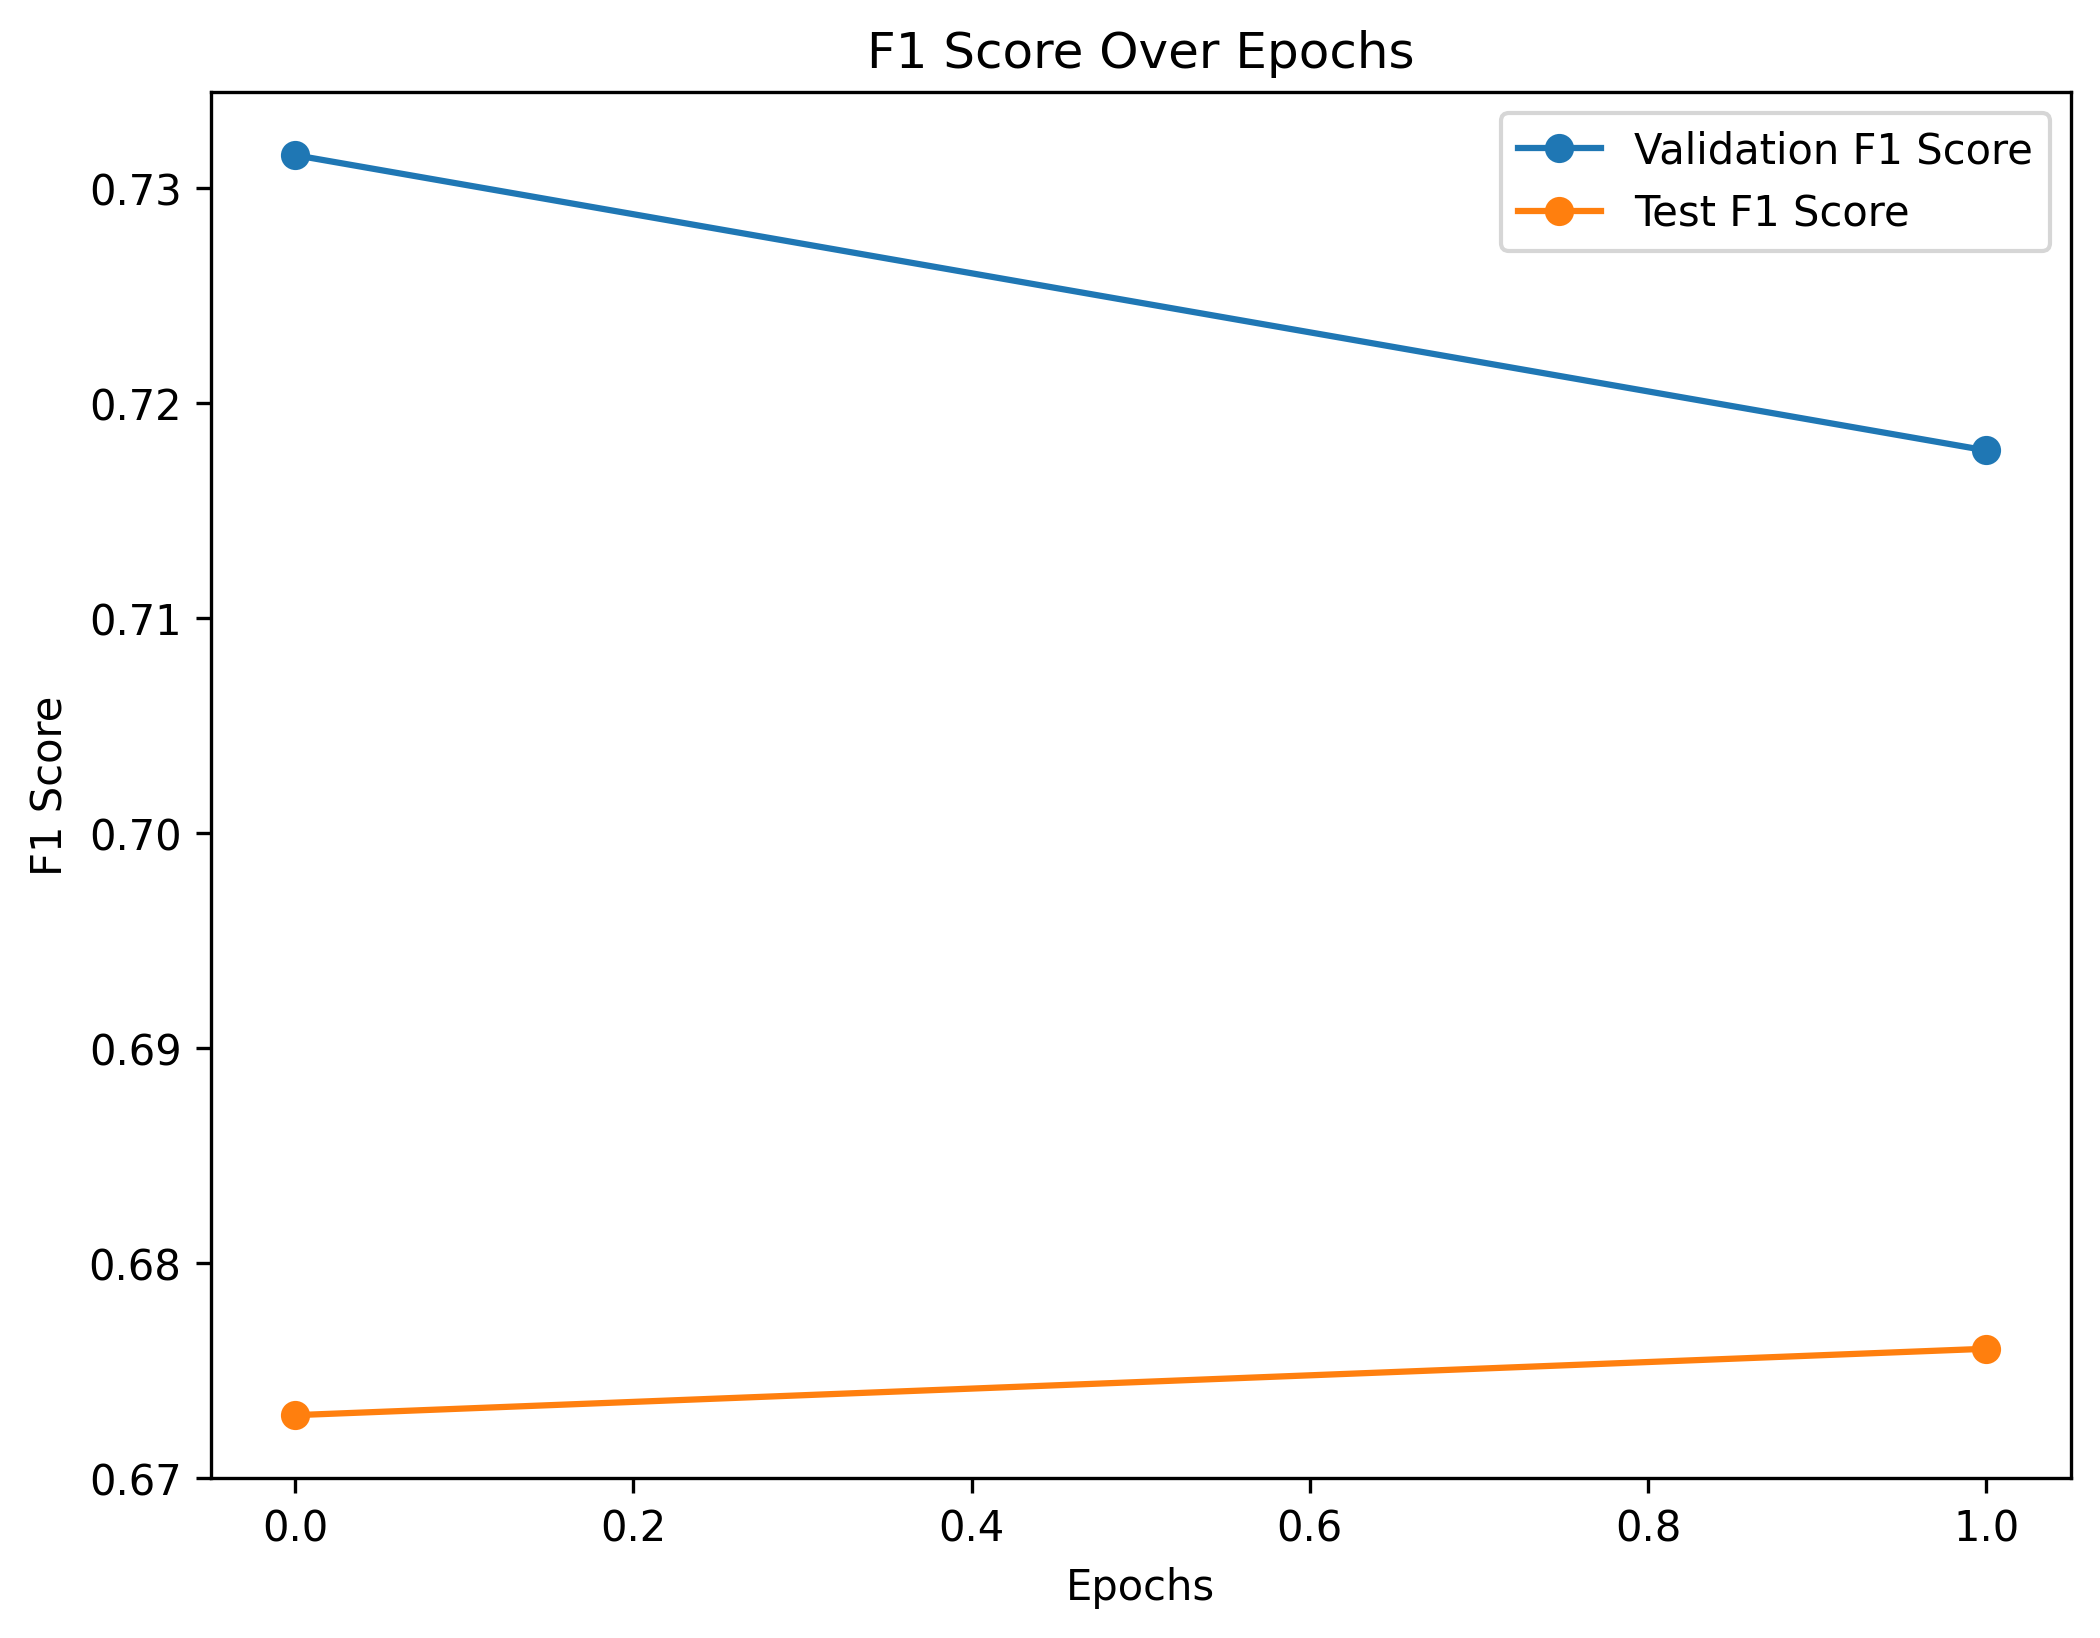 F1 Score Over Epochs
Validation F1 Score
Test F1 Score
0.73
0.72
0.71
0.70
0.69
0.68
0.67
F1 Score
0.0 0.2 0.4 0.6 0.8 1.0
Epochs